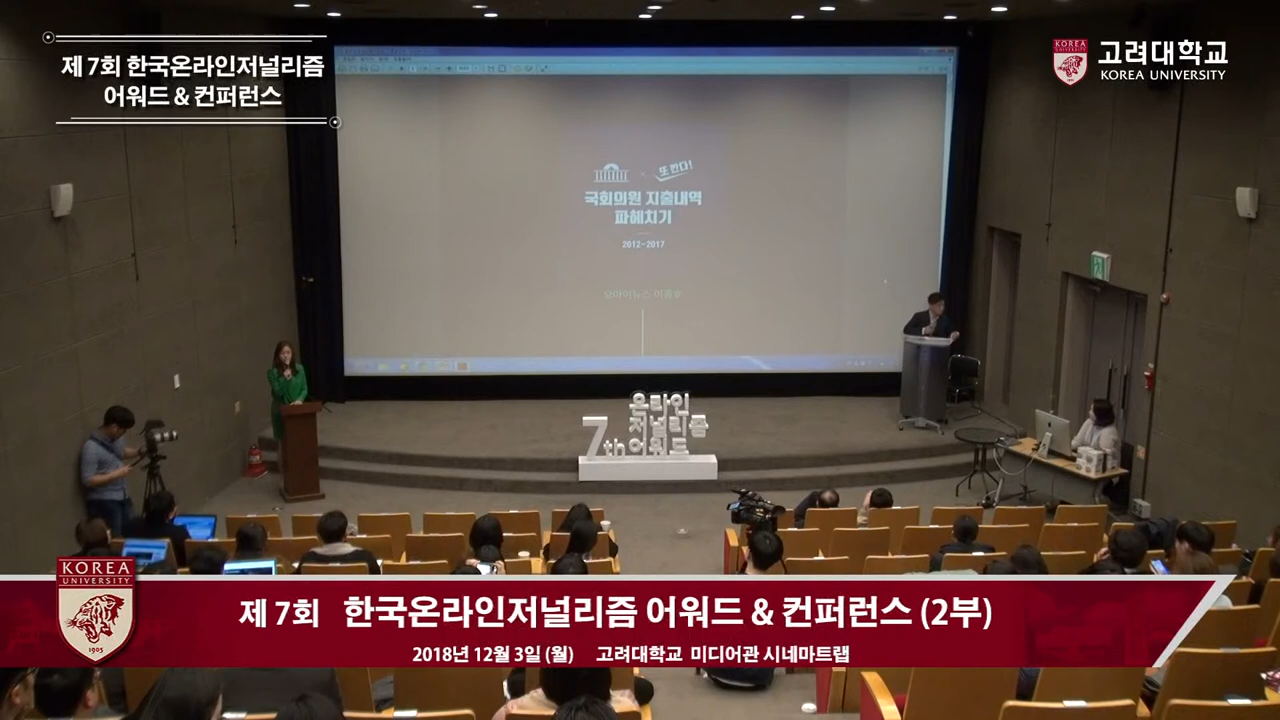 제 7회 한국온라인저널리즘
어워드 & 컨퍼런스
KOREA
UNIVERSITY
1905
고려대학교
KOREA UNIVERSITY
또 한다!
국회의원 지출내역
파헤치기
2012-2017
7th
온라인
저널리즘
어워드
KOREA
UNIVERSITY
1905
제 7회 한국온라인저널리즘 어워드 & 컨퍼런스 (2부)
2018년 12월 3일 (월) 고려대학교 미디어관 시네마트랩